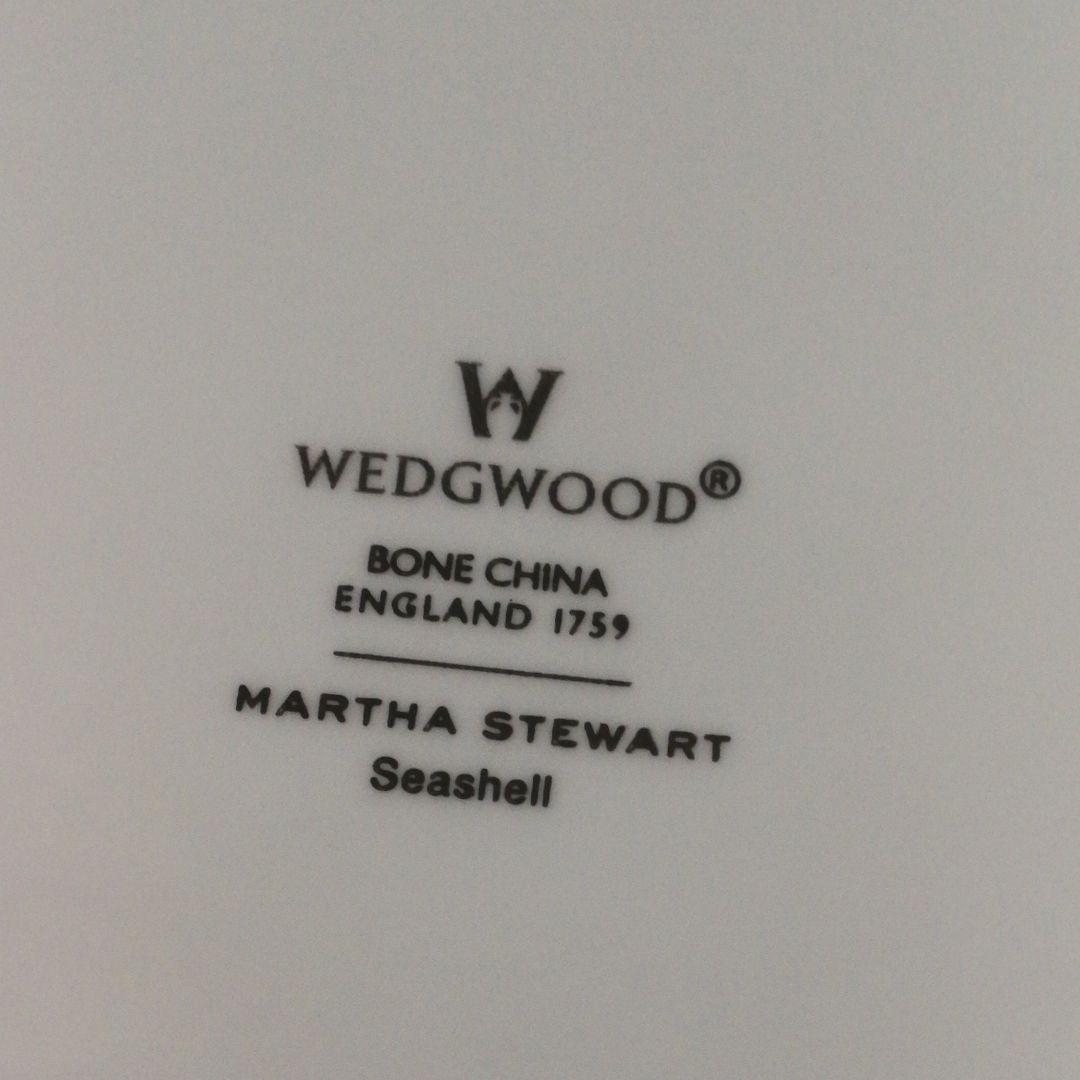 W
WEDGWOOD®
BONE CHINA
ENGLAND 1759
MARTHA STEWART
Seashell